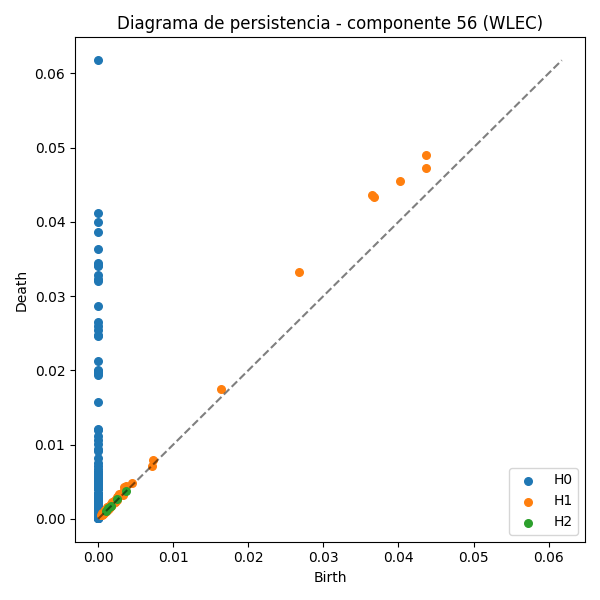 Diagrama de persistencia - componente 56 (WLEC)
Death
0.06
0.05
0.04
0.03
0.02
0.01
0.00
0.00 0.01 0.02 0.03 0.04 0.05 0.06
Birth
H0
H1
H2